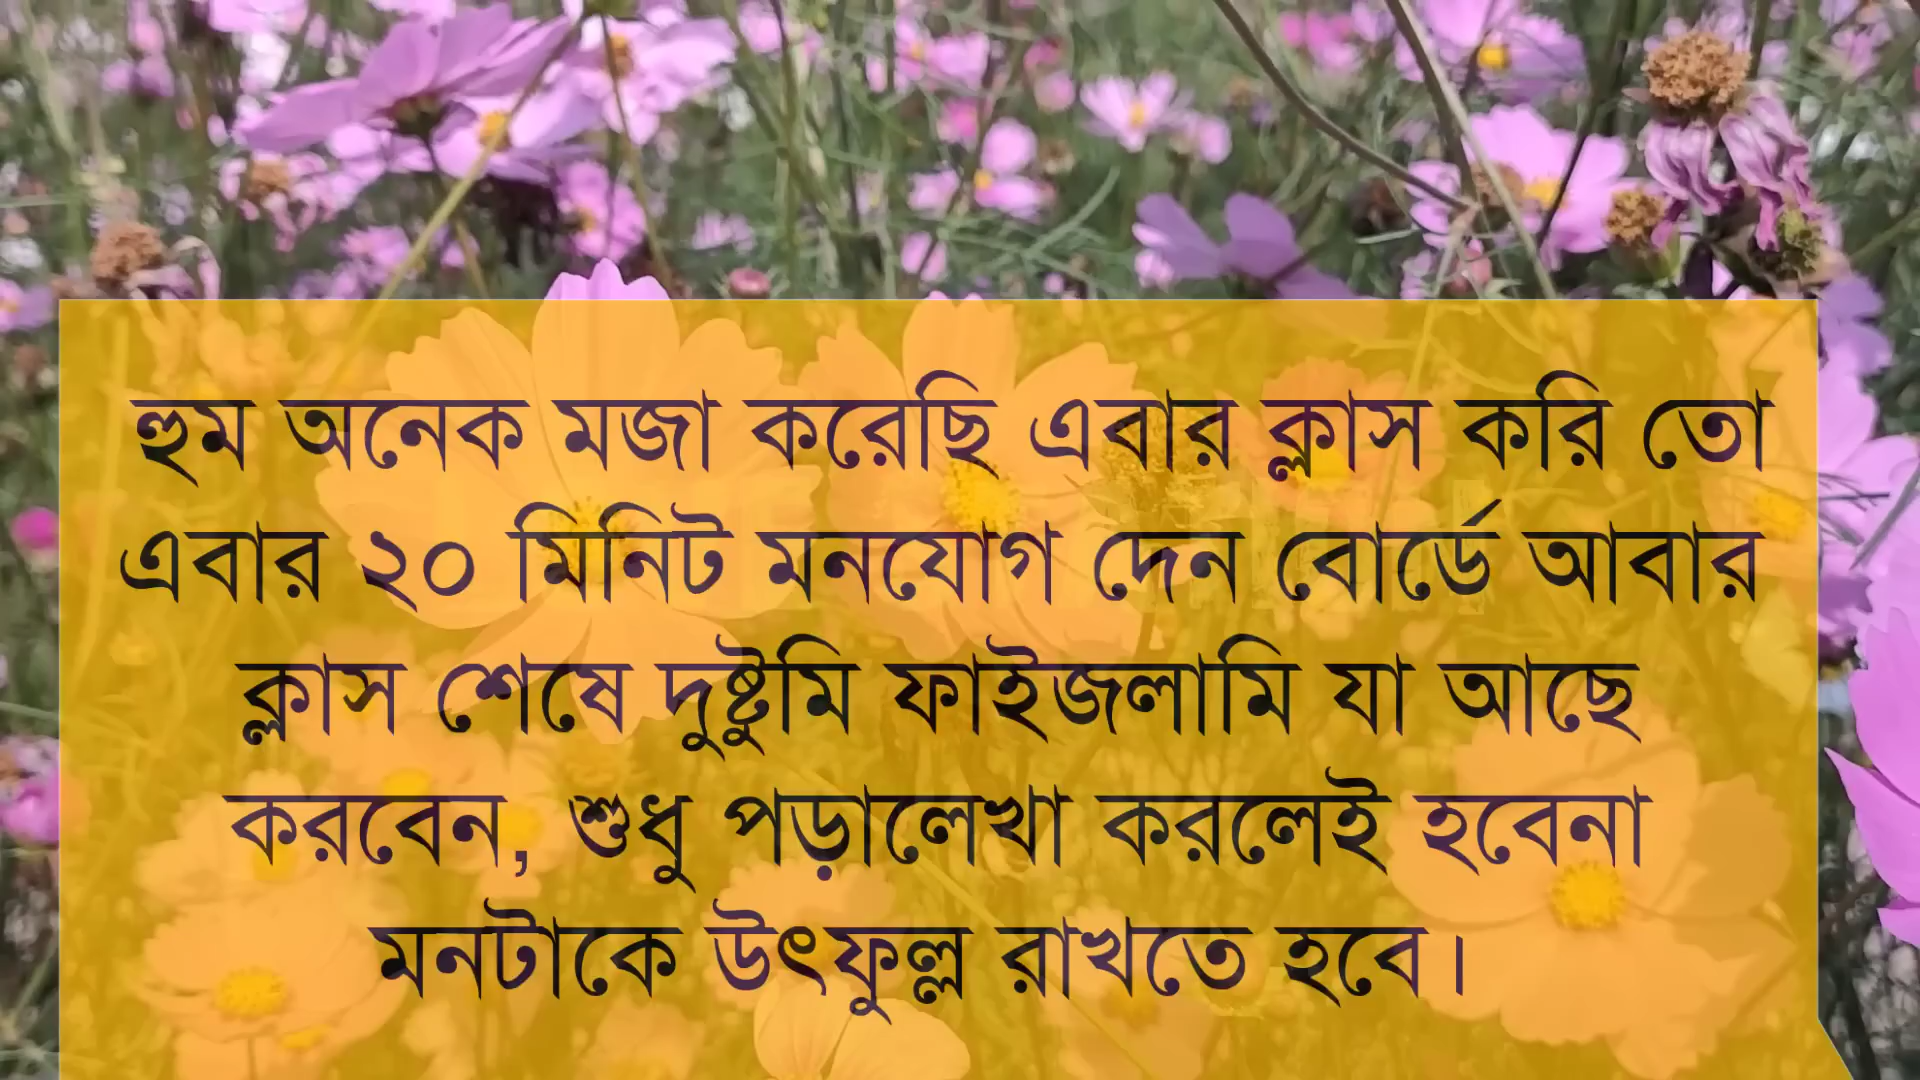 হুম অনেক মজা করেছি এবার ক্লাস করি তো
এবার ২০ মিনিট মনযোগ দেন বোর্ডে আবার
ক্লাস শেষে দুষ্টুমি ফাইজলামি যা আছে
করবেন, শুধু পড়ালেখা করলেই হবেনা
মনটাকে উৎফুল্ল রাখতে হবে।